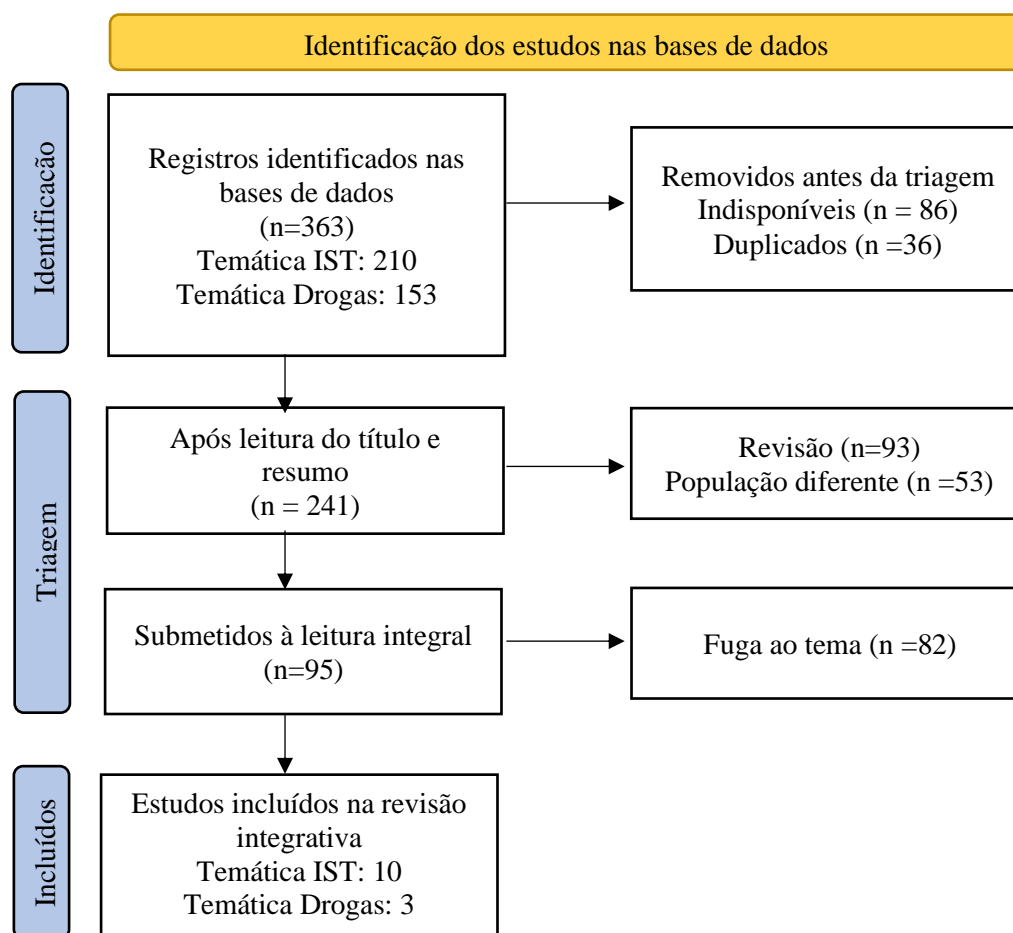 Identificação dos estudos nas bases de dados
Identificação
Registros identificados nas
bases de dados
(n=363)
Temática IST: 210
Temática Drogas: 153
Removidos antes da triagem
Indisponíveis (n = 86)
Duplicados (n =36)
Triagem
Após leitura do título e
resumo
(n = 241)
Revisão (n=93)
População diferente (n =53)
Submetidos à leitura integral
(n=95)
Fuga ao tema (n =82)
Incluídos
Estudos incluídos na revisão
integrativa
Temática IST: 10
Temática Drogas: 3